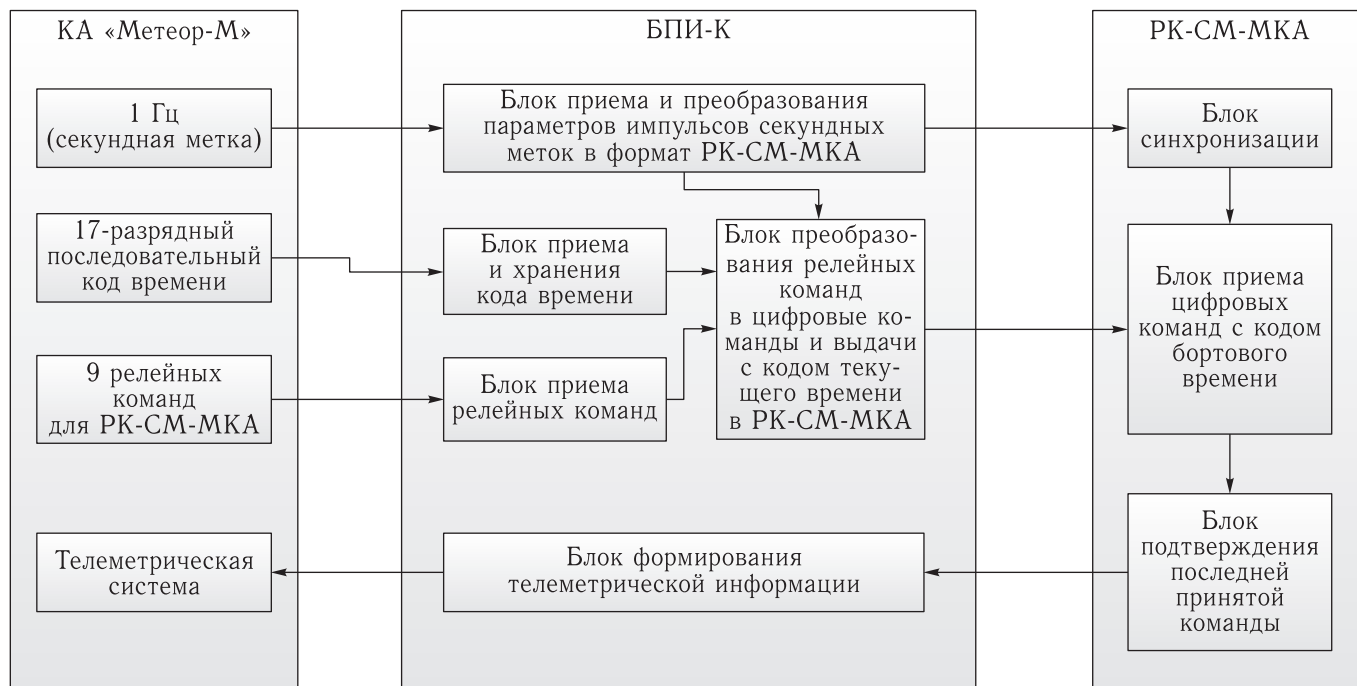 КА «Метеор-М»
БПИ-К
РК-СМ-МКА
1 Гц
(секундная метка)
Блок приема и преобразования
параметров импульсов секундных
меток в формат РК-СМ-МКА
Блок
синхронизации
17-разрядный
последовательный
код времени
Блок приема
и хранения
кода времени
Блок преобразо-
вания релейных
команд
в цифровые ко-
манды и выдачи
с кодом теку-
щего времени
в РК-СМ-МКА
Блок приема
цифровых
команд с кодом
бортового
времени
9 релейных
команд
для РК-СМ-МКА
Блок приема
релейных команд
Телеметрическая
система
Блок формирования
телеметрической информации
Блок
подтверждения
последней
принятой
команды